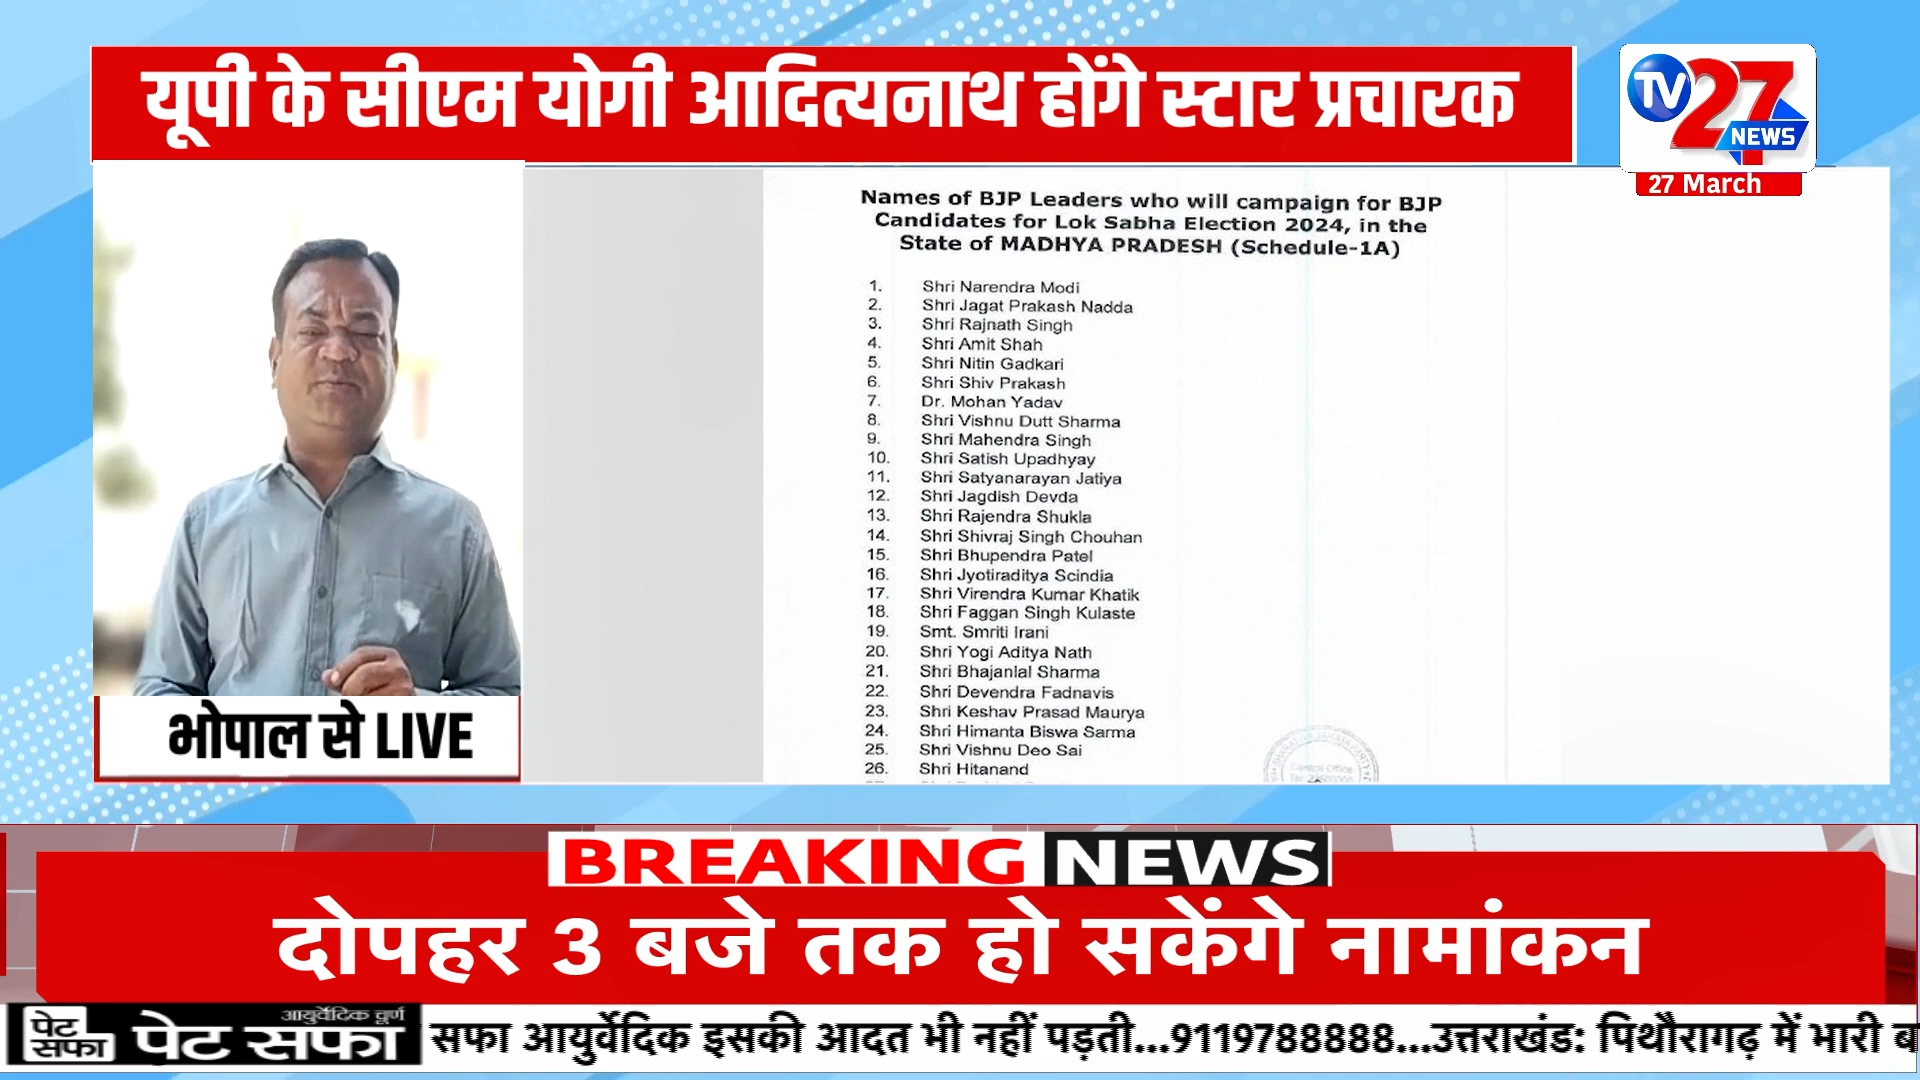 यूपी के सीएम योगी आदित्यनाथ होंगे स्टार प्रचारक
TV27
NEWS
27 March
Names of BJP Leaders who will campaign for BJP
Candidates for Lok Sabha Election 2024, in the
State of MADHYA PRADESH (Schedule-1A)
1. Shri Narendra Modi
2. Shri Jagat Prakash Nadda
3. Shri Rajnath Singh
4. Shri Amit Shah
5. Shri Nitin Gadkari
6. Shri Shiv Prakash
7. Dr. Mohan Yadav
8. Shri Vishnu Dutt Sharma
9. Shri Mahendra Singh
10. Shri Satish Upadhyay
11. Shri Satyanarayan Jatiya
12. Shri Jagdish Devda
13. Shri Rajendra Shukla
14. Shri Shivraj Singh Chouhan
15. Shri Bhupendra Patel
16. Shri Jyotiraditya Scindia
17. Shri Virendra Kumar Khatik
18. Shri Faggan Singh Kulaste
19. Smt. Smriti Irani
20. Shri Yogi Aditya Nath
21. Shri Bhajanlal Sharma
22. Shri Devendra Fadnavis
23. Shri Keshav Prasad Maurya
24. Shri Himanta Biswa Sarma
25. Shri Vishnu Deo Sai
26. Shri Hitanand
Central Office
भोपाल से LIVE
BREAKING NEWS
दोपहर 3 बजे तक हो सकेंगे नामांकन
पेट
सफा
आयुर्वेदिक चूर्ण
पेट सफा
सफा आयुर्वेदिक इसकी आदत भी नहीं पड़ती...9119788888...उत्तराखंड: पिथौरागढ़ में भारी